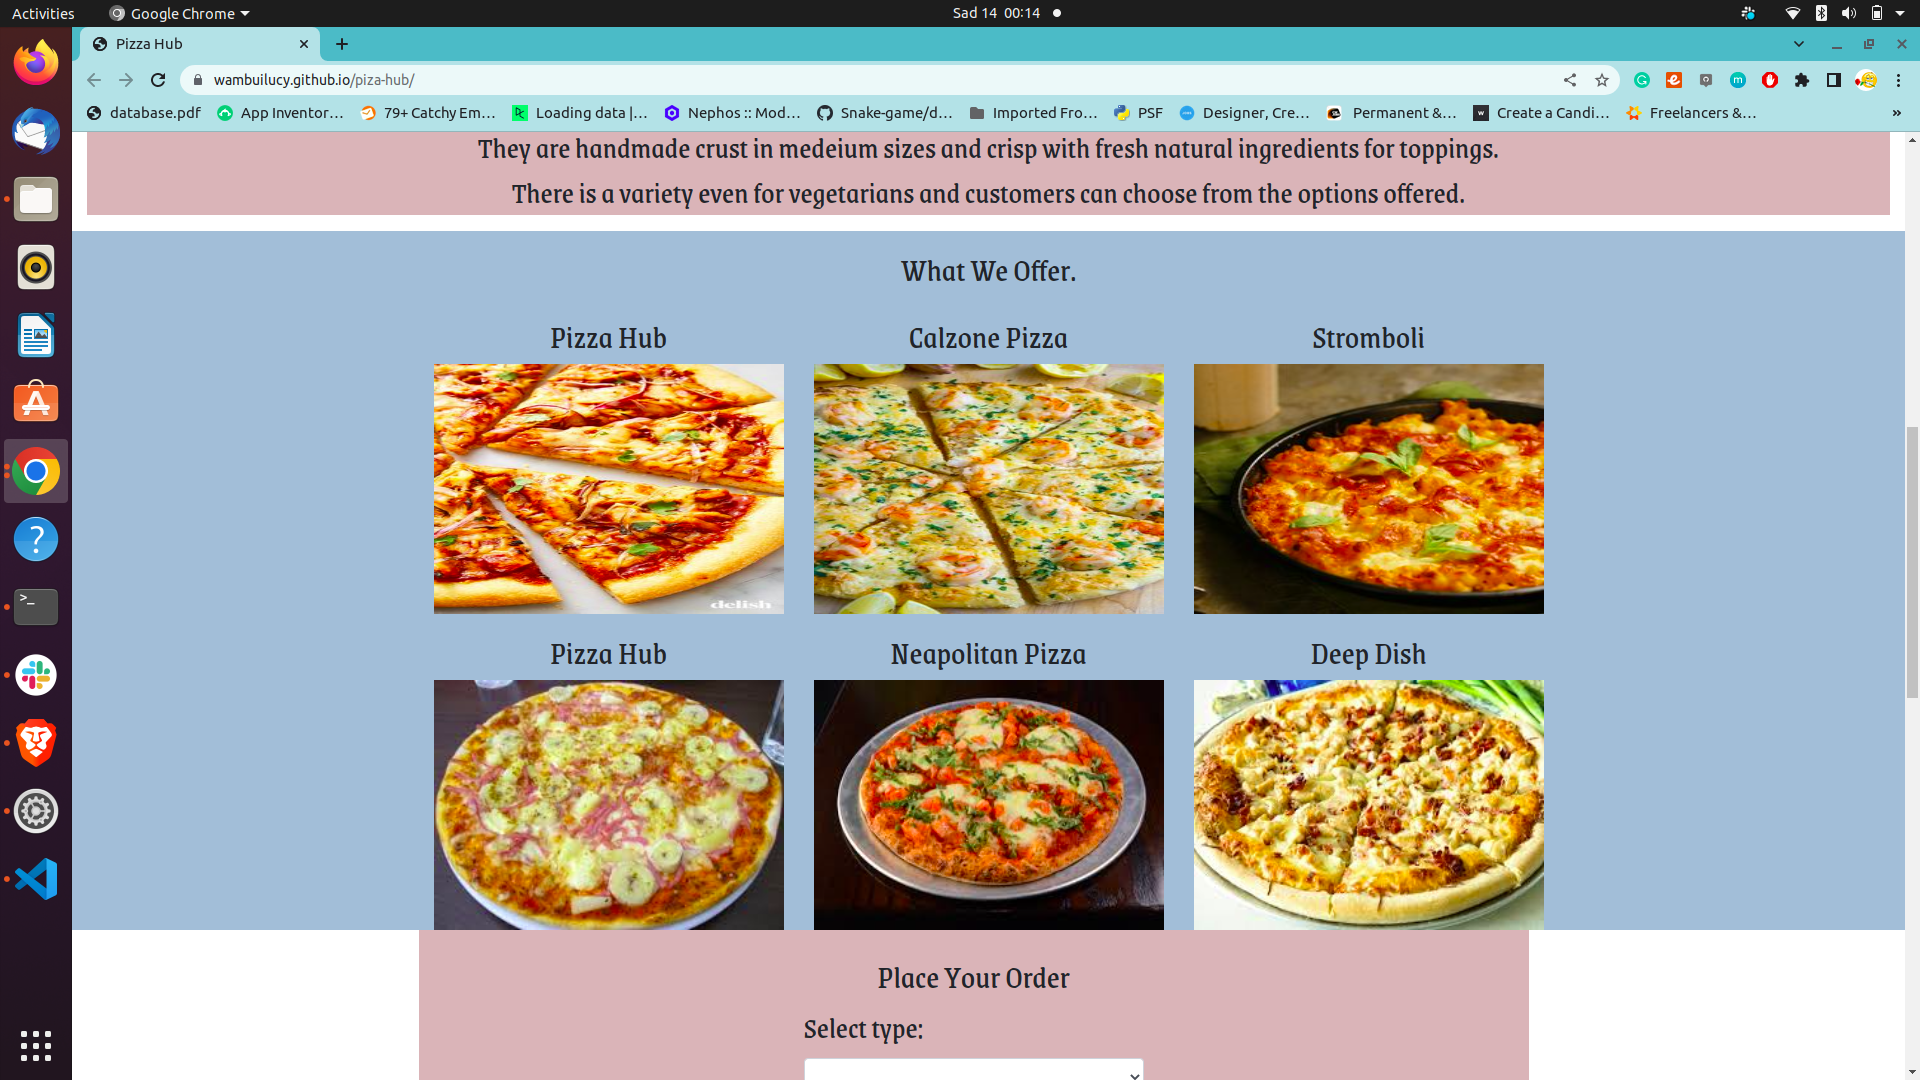 Activities
Google Chrome
Sad 14 00:14
Pizza Hub
wambuilucy.github.io/piza-hub/
database.pdf
App Inventor...
79+ Catchy Em...
Loading data |...
Nephos :: Mod...
Snake-game/d...
Imported Fro...
PSF
Designer, Cre...
Permanent &...
Create a Candi...
Freelancers &...
»
They are handmade crust in medeium sizes and crisp with fresh natural ingredients for toppings.
There is a variety even for vegetarians and customers can choose from the options offered.
What We Offer.
Pizza Hub
Calzone Pizza
Stromboli
delish
Pizza Hub
Neapolitan Pizza
Deep Dish
Place Your Order
Select type: